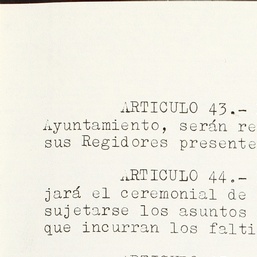 ARTICULO 43.-
Ayuntamiento, serán re
sus Regidores presente
ARTICULO 44.-
jará el ceremonial de
sujetarse los asuntos
que incurran los falti